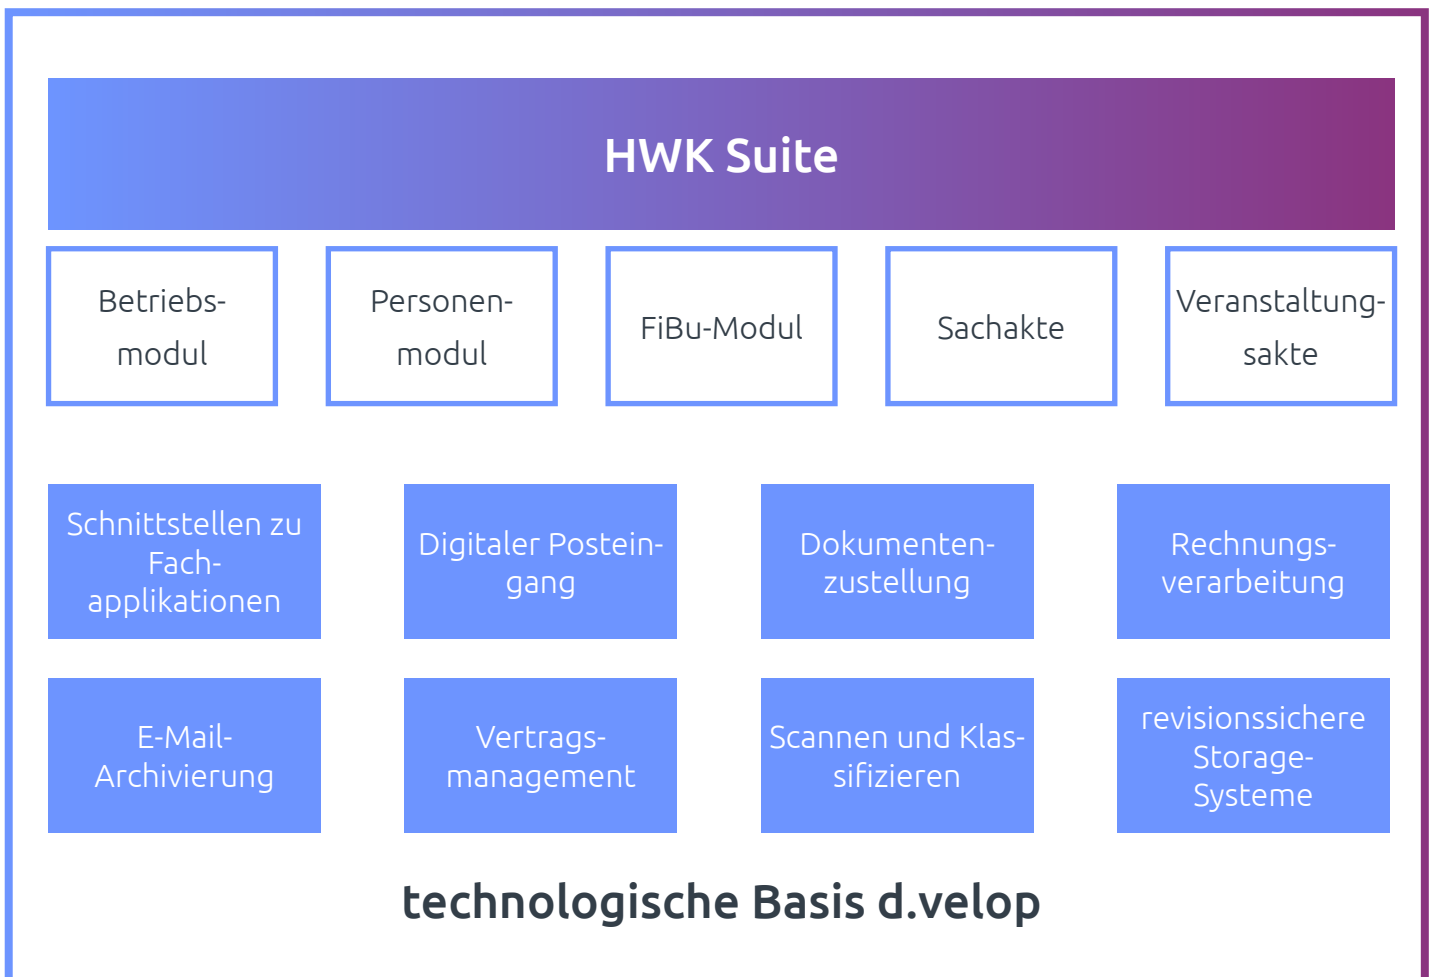 HWK Suite
Betriebs-
modul
Personen-
modul
FiBu-Modul
Sachakte
Veranstaltung-
sakte
Schnittstellen zu
Fach-
applikationen
Digitaler Postein-
gang
Dokumenten-
zustellung
Rechnungs-
verarbeitung
E-Mail-
Archivierung
Vertrags-
management
Scannen und Klas-
sifizieren
revisionssichere
Storage-
Systeme
technologische Basis d.velop